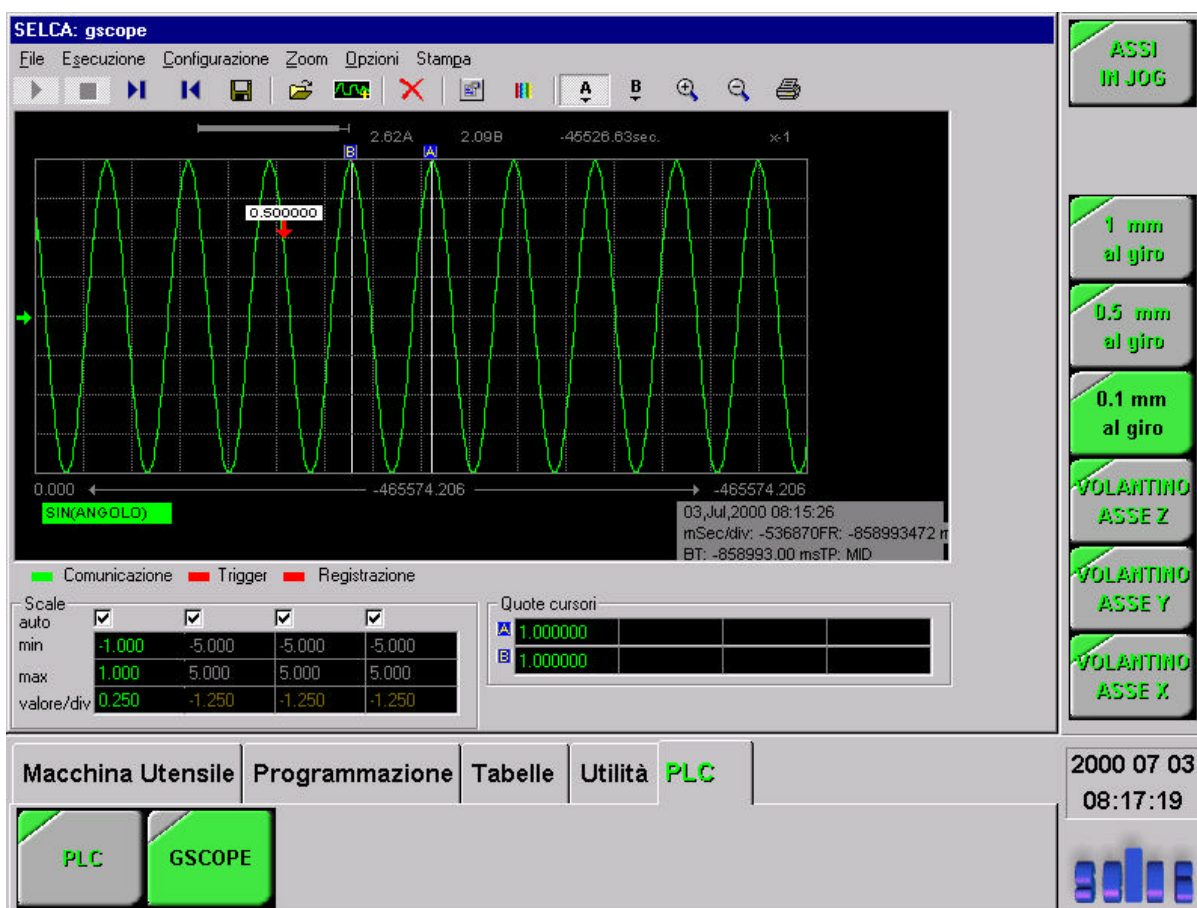 SELCA: gscope
File Esecuzione Configurazione Zoom Opzioni Stampa
A B
2.62A 2.09B -45526.63sec. x-1
B A
0.500000
0.000 -465574.206 -465574.206
SIN(ANGOLO)
03,Jul,2000 08:15:26
mSec/div: -536870FR: -858993472 m
BT: -858993.00 msTP: MID
Comunicazione Trigger Registrazione
Scale
auto
min -1.000 -5.000 -5.000 -5.000
max 1.000 5.000 5.000 5.000
valore/div 0.250 -1.250 -1.250 -1.250
Quote cursori
A 1.000000
B 1.000000
ASSI
IN JOG
1 mm
al giro
0.5 mm
al giro
0.1 mm
al giro
VOLANTINO
ASSE Z
VOLANTINO
ASSE Y
VOLANTINO
ASSE X
Macchina Utensile Programmazione Tabelle Utilità PLC
2000 07 03
08:17:19
PLC GSCOPE